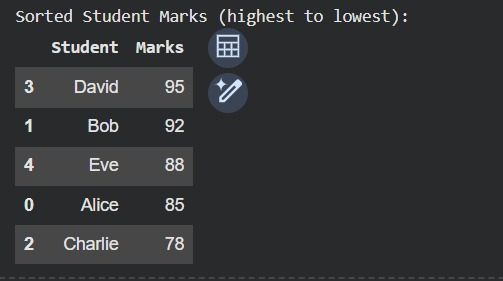 Sorted Student Marks (highest to lowest):
Student Marks
3 David 95
1 Bob 92
4 Eve 88
0 Alice 85
2 Charlie 78